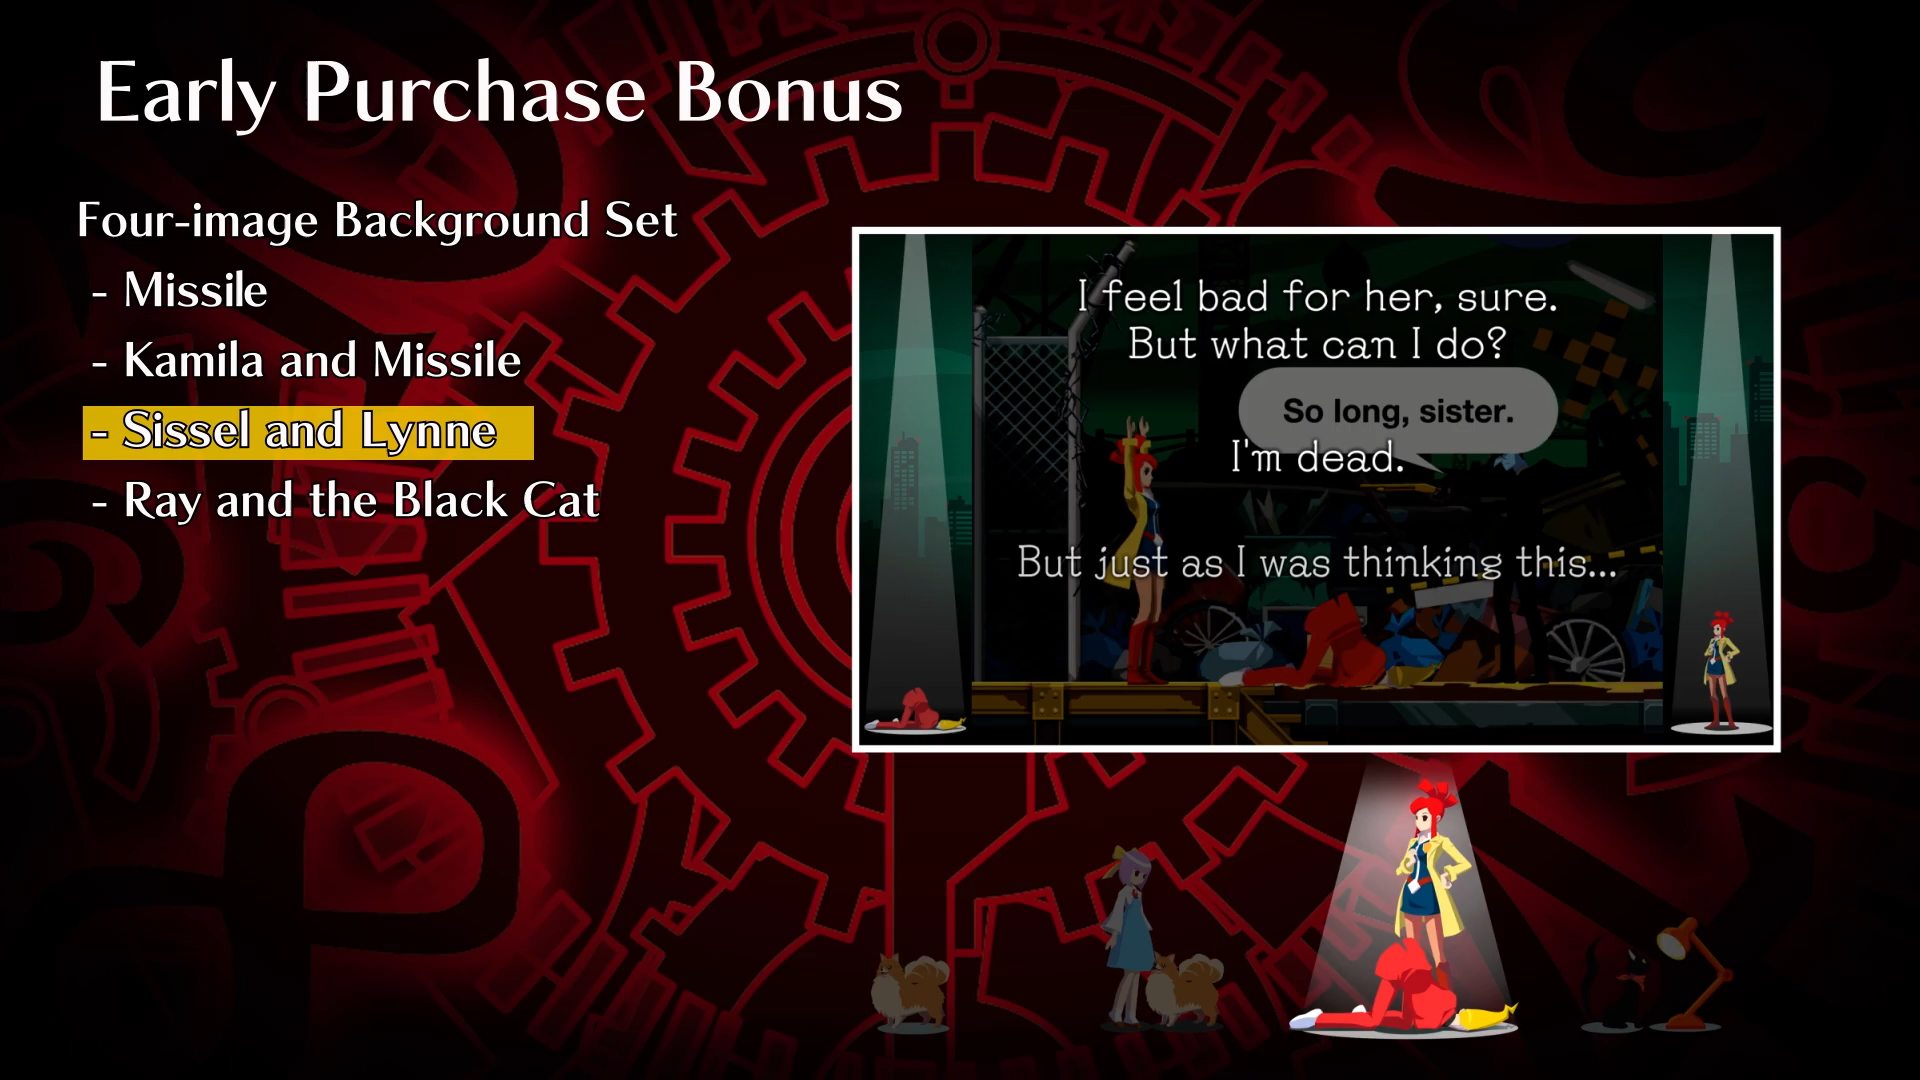 Early Purchase Bonus
Four-image Background Set
- Missile
- Kamila and Missile
- Sissel and Lynne
- Ray and the Black Cat
I feel bad for her, sure.
But what can I do?
So long, sister.
I'm dead.
But just as I was thinking this...